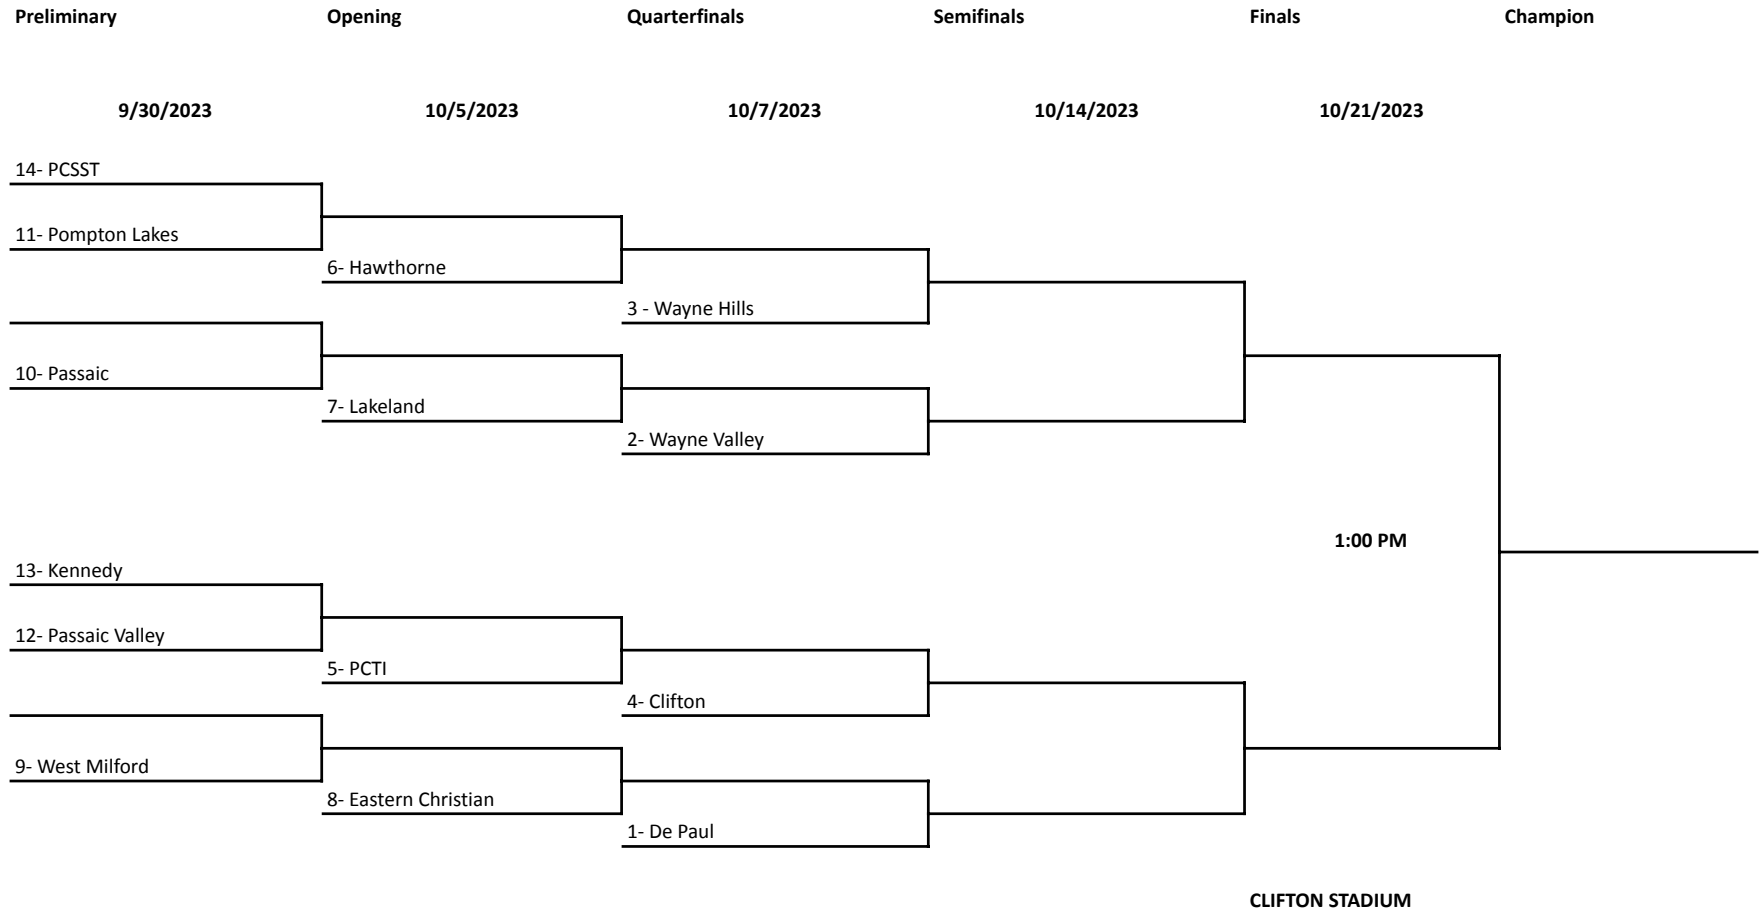 Preliminary Opening Quarterfinals Semifinals Finals Champion
9/30/2023 10/5/2023 10/7/2023 10/14/2023 10/21/2023
14- PCSST
11- Pompton Lakes
6- Hawthorne
3 - Wayne Hills
10- Passaic
7- Lakeland
2- Wayne Valley
1:00 PM
13- Kennedy
12- Passaic Valley
5- PCTI
4- Clifton
9- West Milford
8- Eastern Christian
1- De Paul
CLIFTON STADIUM